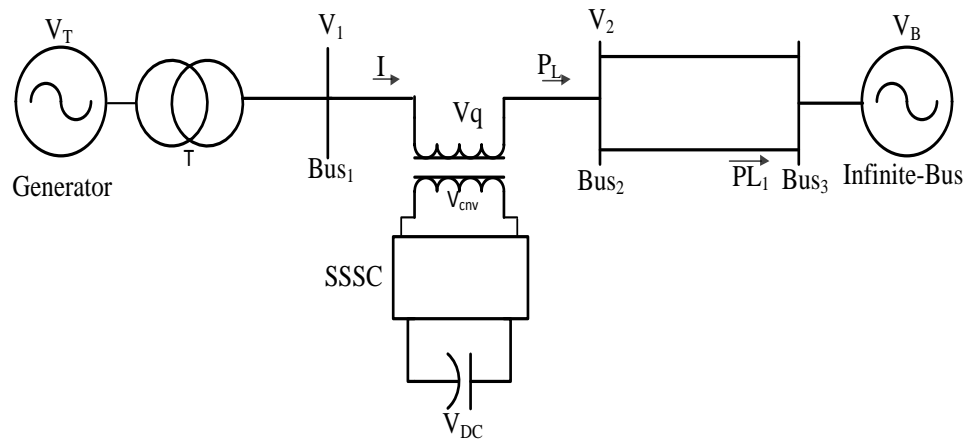 V_T
V_1
V_2
V_B
I
P_L
Vq
T
Generator
Bus_1
Bus_2
PL_1
Bus_3
Infinite-Bus
V_cnv
SSSC
V_DC